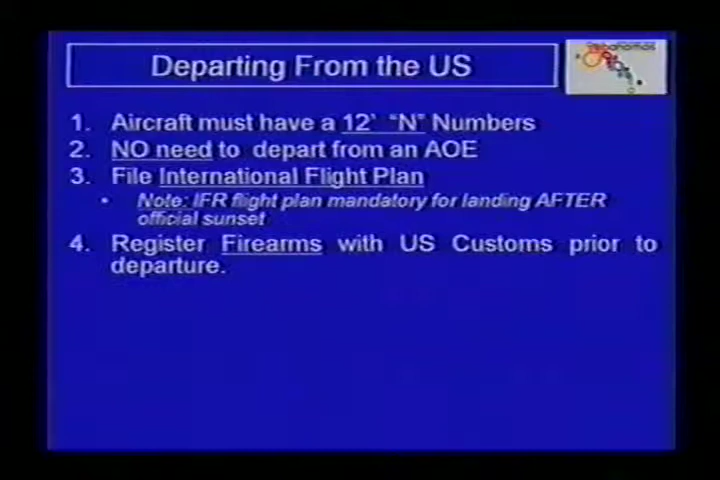 Departing From the US
Bahamas
1. Aircraft must have a 12' "N" Numbers
2. NO need to depart from an AOE
3. File International Flight Plan
• Note: IFR flight plan mandatory for landing AFTER
official sunset
4. Register Firearms with US Customs prior to
departure.